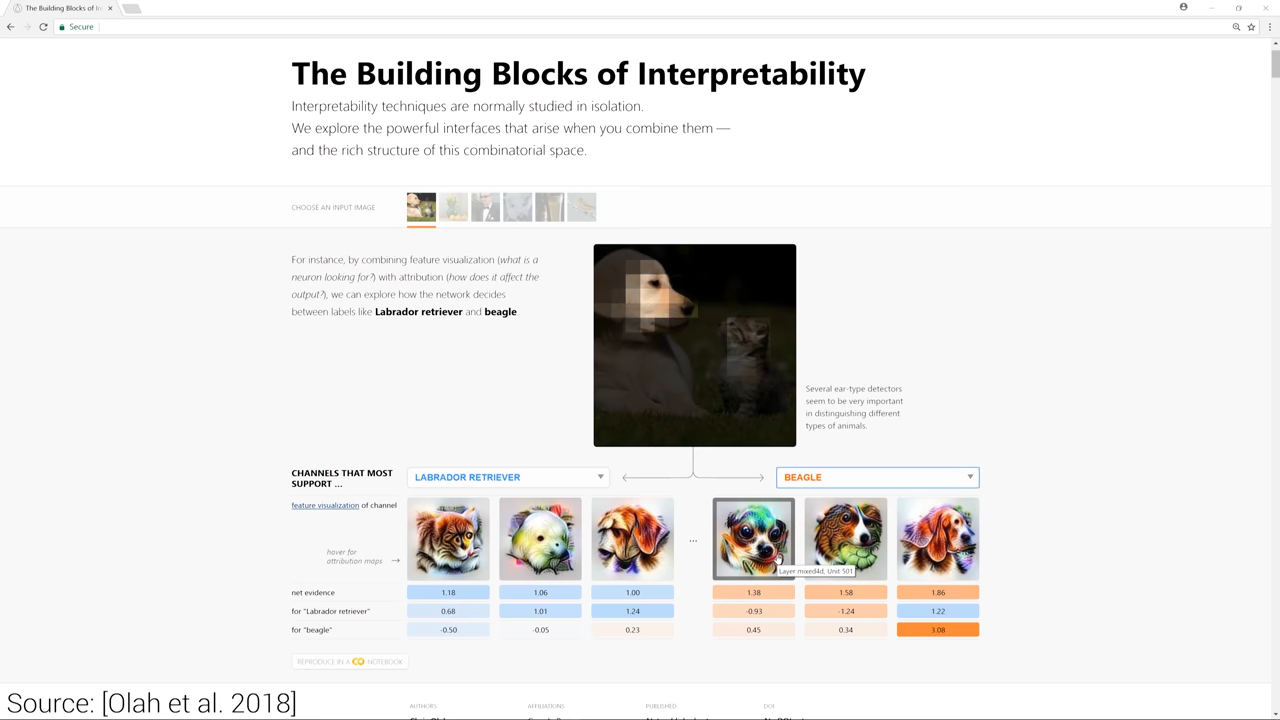 The Building Blocks of In
Secure
The Building Blocks of Interpretability
Interpretability techniques are normally studied in isolation.
We explore the powerful interfaces that arise when you combine them —
and the rich structure of this combinatorial space.
CHOOSE AN INPUT IMAGE
For instance, by combining feature visualization (what is a
neuron looking for?) with attribution (how does it affect the
output?), we can explore how the network decides
between labels like Labrador retriever and beagle.
Several ear-type detectors
seem to be very important
in distinguishing different
types of animals.
CHANNELS THAT MOST
SUPPORT ...
LABRADOR RETRIEVER
BEAGLE
feature visualization of channel
hover for
attribution maps →
...
Layer mixed4d, Unit 501
net evidence 1.18 1.06 1.00 1.38 1.58 1.86
for "Labrador retriever" 0.68 1.01 1.24 -0.93 -1.24 1.22
for "beagle" -0.50 -0.05 0.23 0.45 0.34 3.08
REPRODUCE IN A CO NOTEBOOK
Source: [Olah et al. 2018]
AUTHORS AFFILIATIONS PUBLISHED DOI